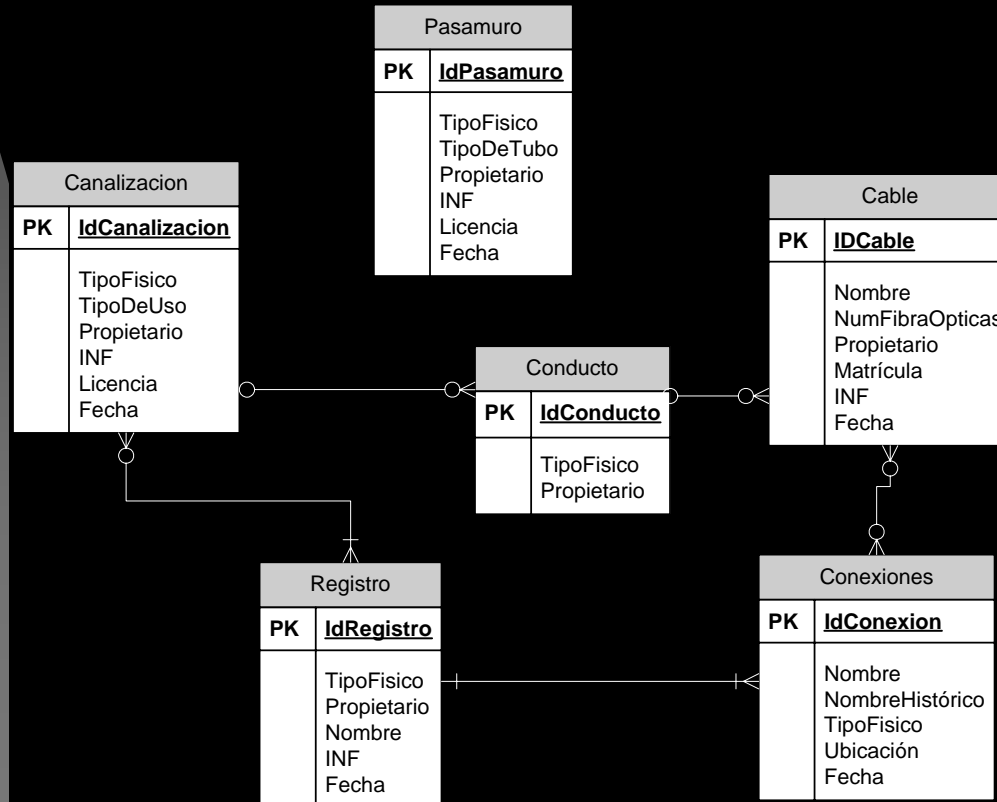 Pasamuro
PK IdPasamuro
TipoFisico
TipoDeTubo
Propietario
INF
Licencia
Fecha
Canalizacion
PK IdCanalizacion
TipoFisico
TipoDeUso
Propietario
INF
Licencia
Fecha
Cable
PK IDCable
Nombre
NumFibraOpticas
Propietario
Matrícula
INF
Fecha
Conducto
PK IdConducto
TipoFisico
Propietario
Registro
PK IdRegistro
TipoFisico
Propietario
Nombre
INF
Fecha
Conexiones
PK IdConexion
Nombre
NombreHistórico
TipoFisico
Ubicación
Fecha